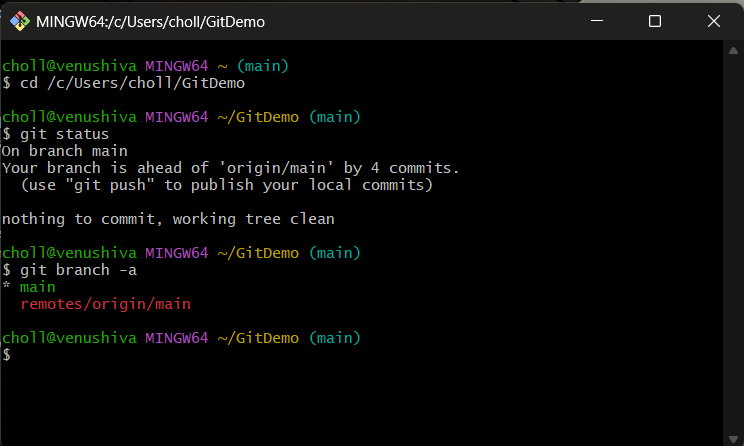 MINGW64:/c/Users/choll/GitDemo
choll@venushiva MINGW64 ~ (main)
$ cd /c/Users/choll/GitDemo
choll@venushiva MINGW64 ~/GitDemo (main)
$ git status
On branch main
Your branch is ahead of 'origin/main' by 4 commits.
  (use "git push" to publish your local commits)
nothing to commit, working tree clean
choll@venushiva MINGW64 ~/GitDemo (main)
$ git branch -a
* main
  remotes/origin/main
choll@venushiva MINGW64 ~/GitDemo (main)
$